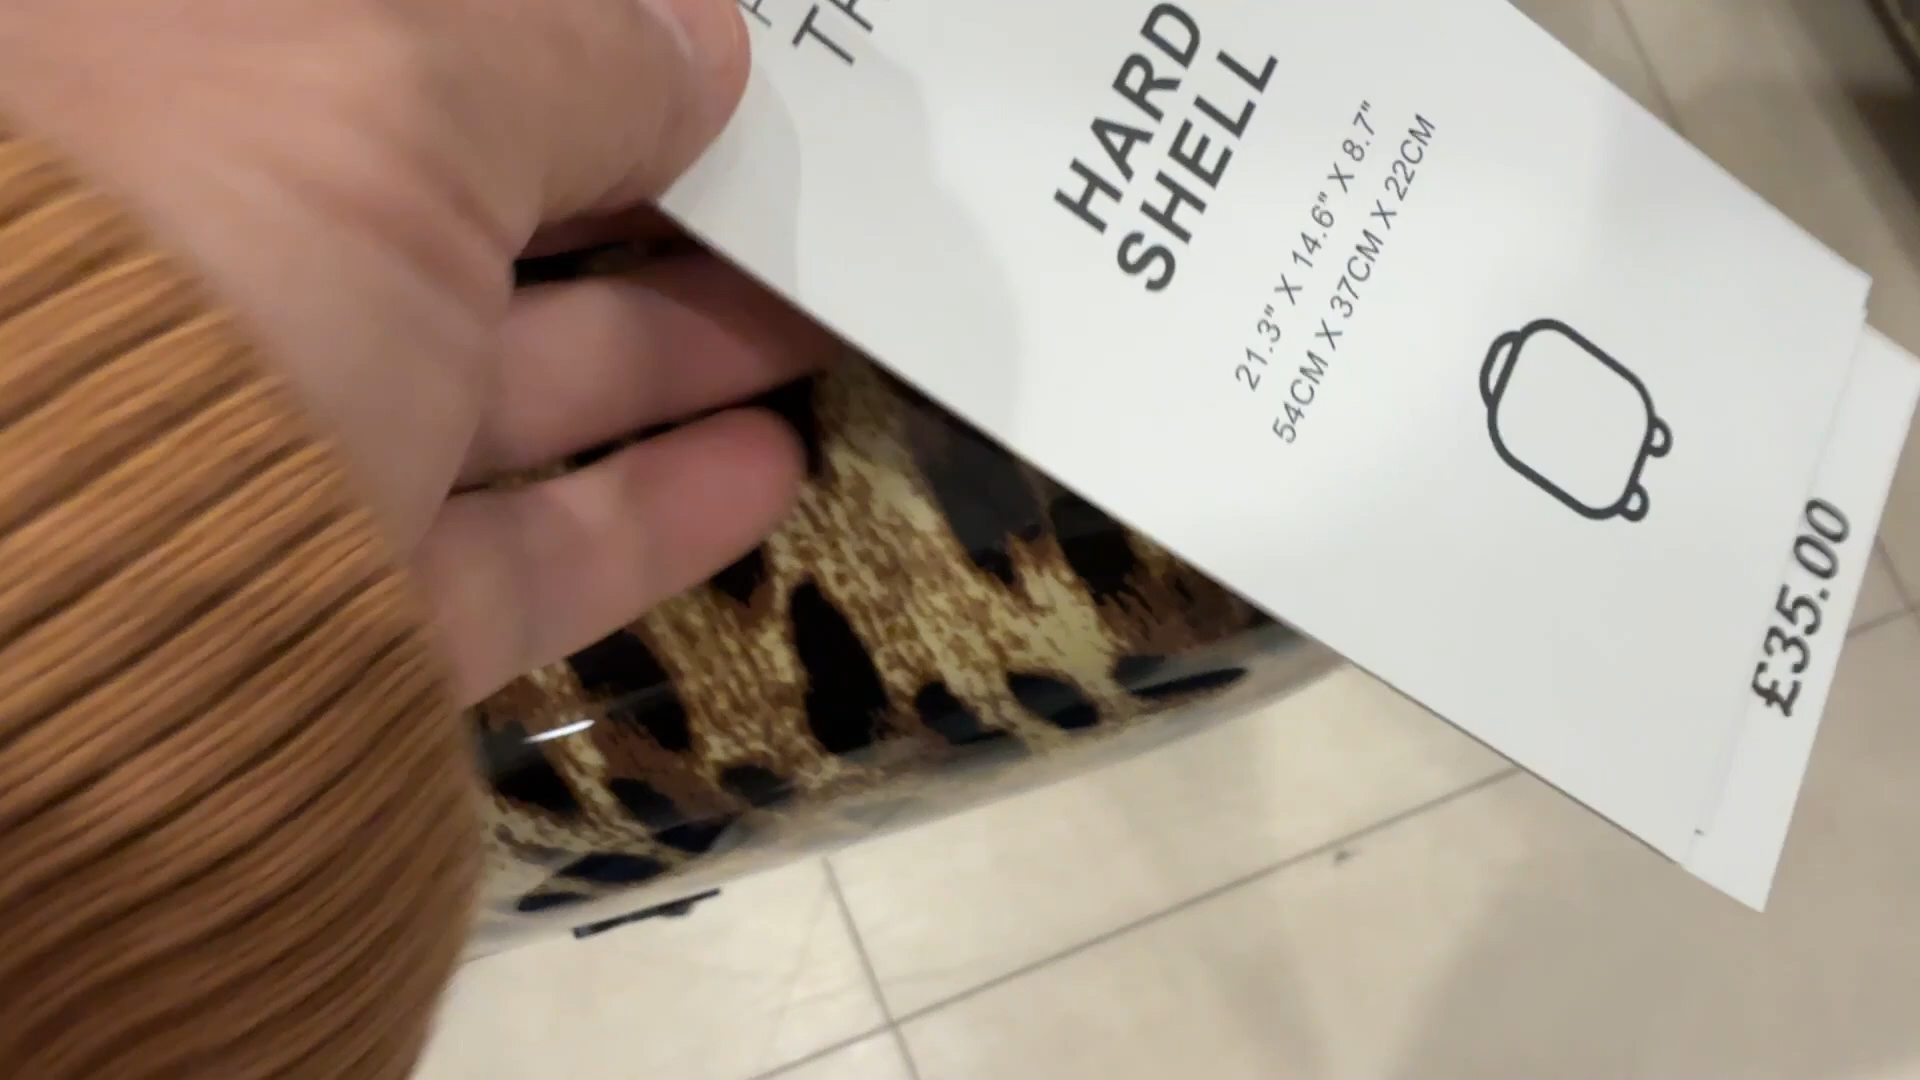 HARD
SHELL
21.3" X 14.6" X 8.7"
54CM X 37CM X 22CM
£35.00